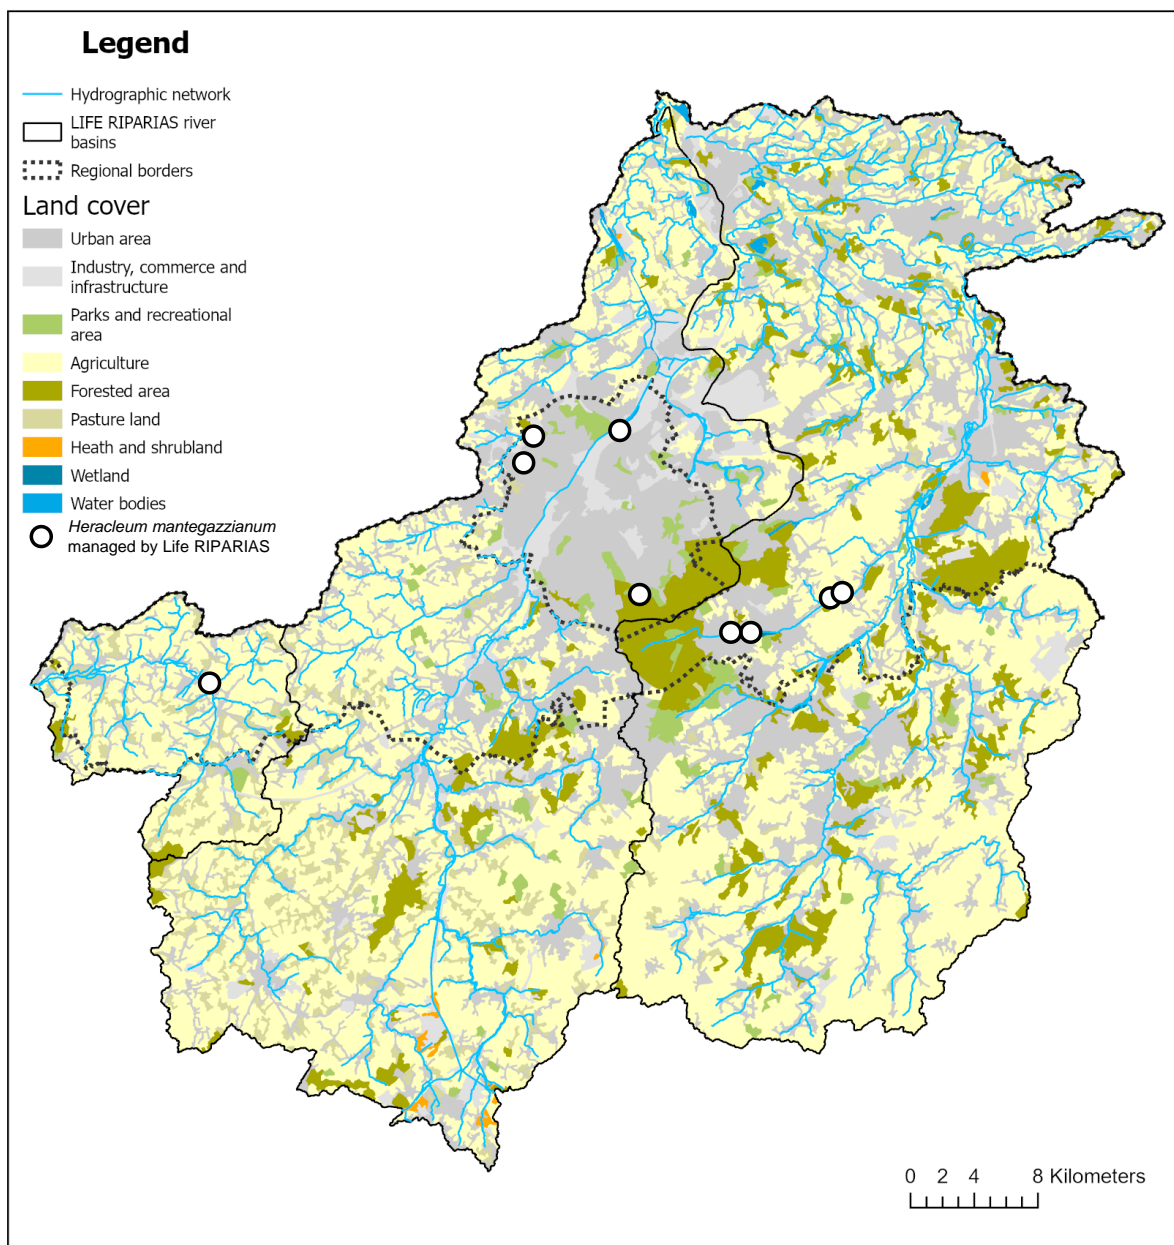 Legend
Hydrographic network
LIFE RIPARIAS river
basins
Regional borders
Land cover
Urban area
Industry, commerce and
infrastructure
Parks and recreational
area
Agriculture
Forested area
Pasture land
Heath and shrubland
Wetland
Water bodies
Heracleum mantegazzianum
managed by Life RIPARIAS
0 2 4 8 Kilometers